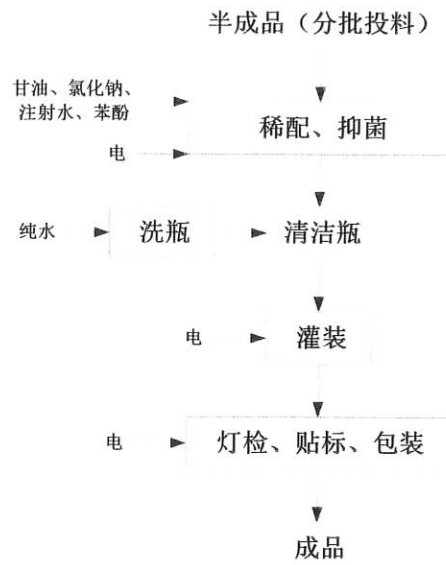 半成品（分批投料）
甘油、氯化钠、
注射水、苯酚
稀配、抑菌
电
纯水
洗瓶
清洁瓶
电
灌装
电
灯检、贴标、包装
成品